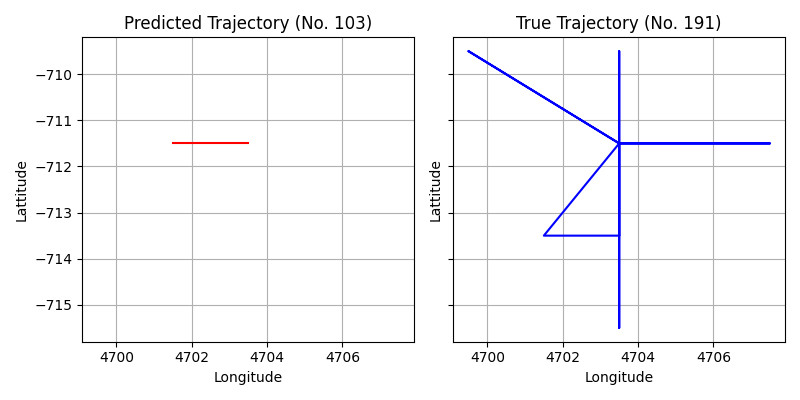 Predicted Trajectory (No. 103)
True Trajectory (No. 191)
−710
−711
−712
−713
−714
−715
Lattitude
Lattitude
4700 4702 4704 4706
4700 4702 4704 4706
Longitude
Longitude